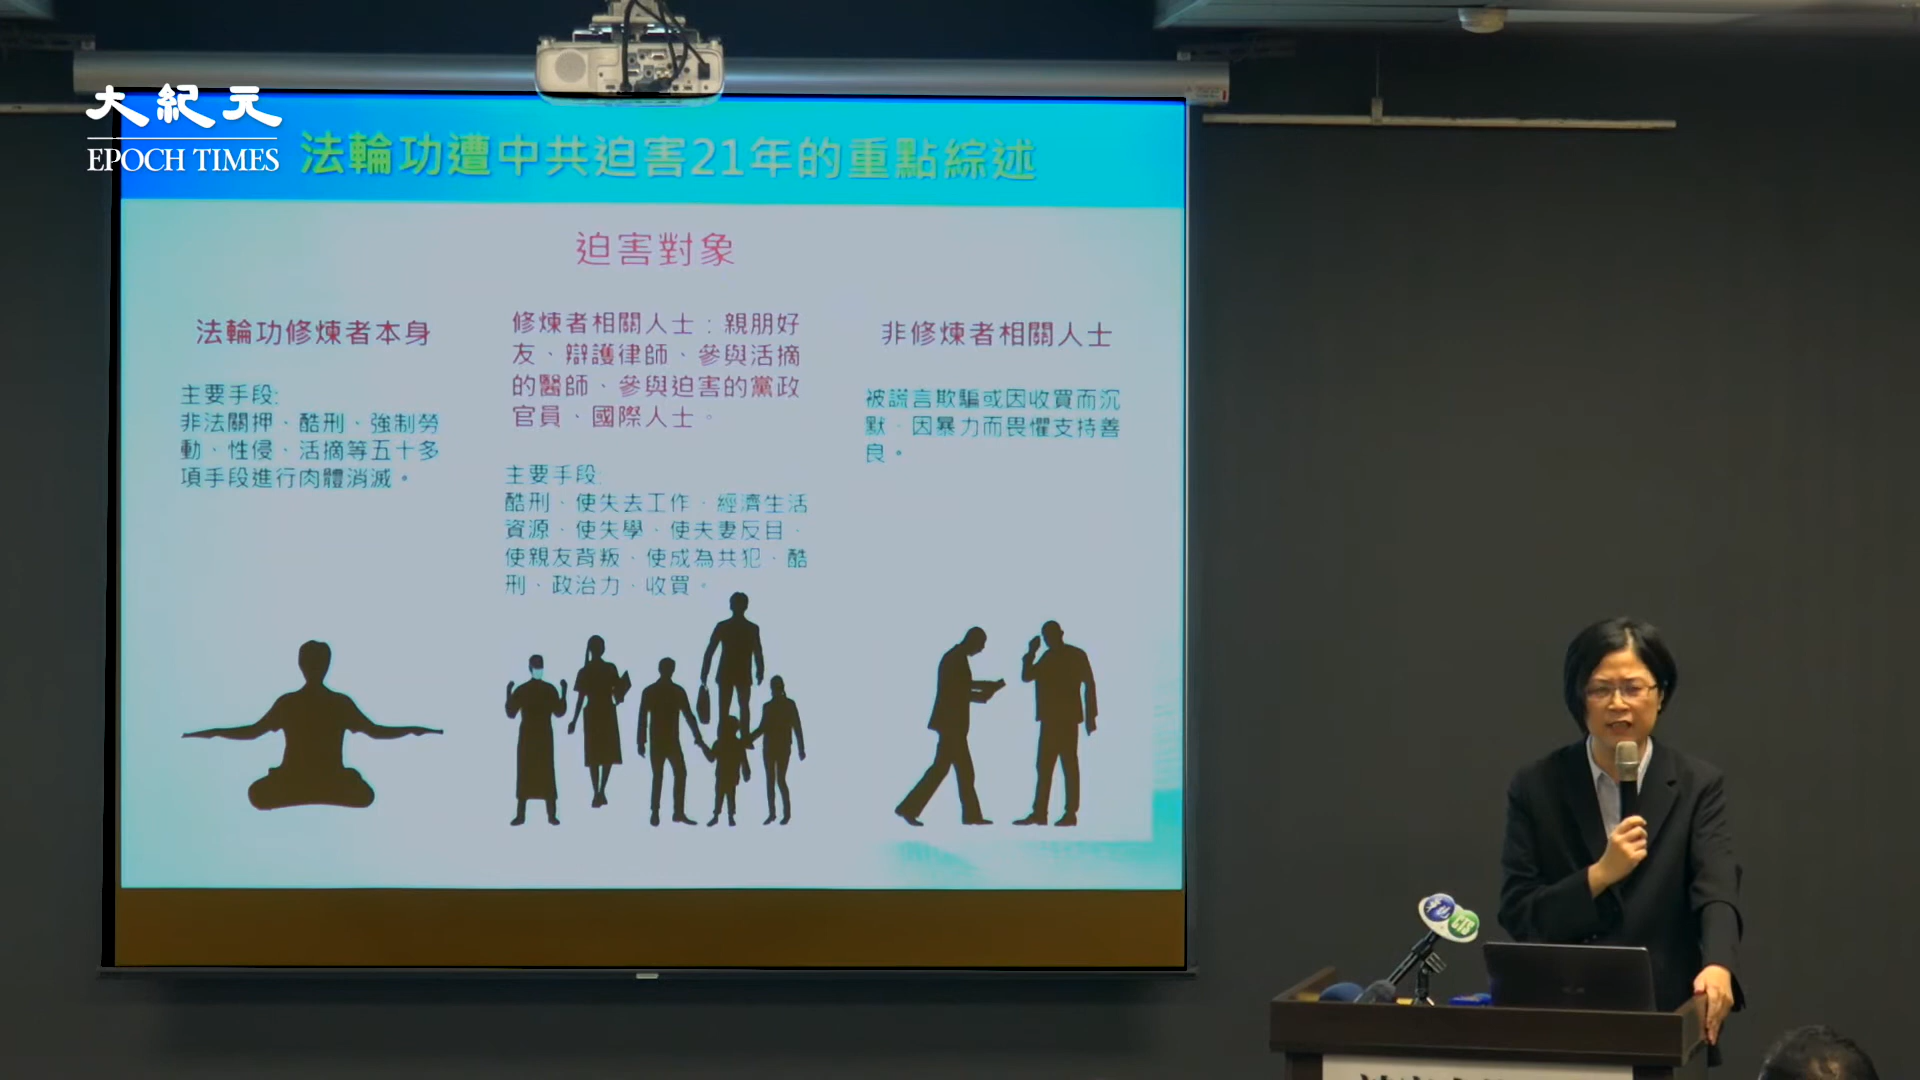 大紀元
EPOCH TIMES
法輪功遭中共迫害21年的重點綜述
迫害對象
法輪功修煉者本身
主要手段:
非法關押、酷刑、強制勞
動、性侵、活摘等五十多
項手段進行肉體消滅。
修煉者相關人士：親朋好
友、辯護律師、參與活摘
的醫師、參與迫害的黨政
官員、國際人士。
主要手段:
酷刑、使失去工作、經濟生活
資源、使失學、使夫妻反目、
使親友背叛、使成為共犯、酷
刑、政治力、收買。
非修煉者相關人士
被謊言欺騙或因收買而沉
默、因暴力而畏懼支持善
良。
CTS